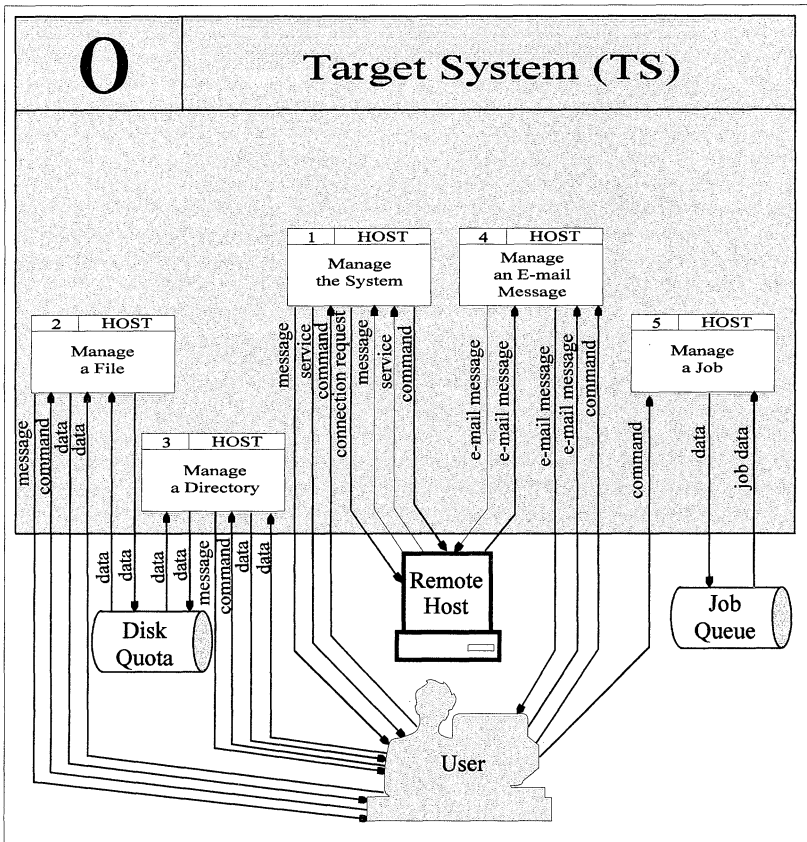 0
Target System (TS)
1 HOST
Manage
the System
4 HOST
Manage
an E-mail
Message
2 HOST
Manage
a File
5 HOST
Manage
a Job
3 HOST
Manage
a Directory
message
command
data
data
data
data
data
data
message
command
data
data
message
service
command
connection request
message
service
command
e-mail message
e-mail message
e-mail message
e-mail message
command
command
data
job data
Disk
Quota
Remote
Host
Job
Queue
User